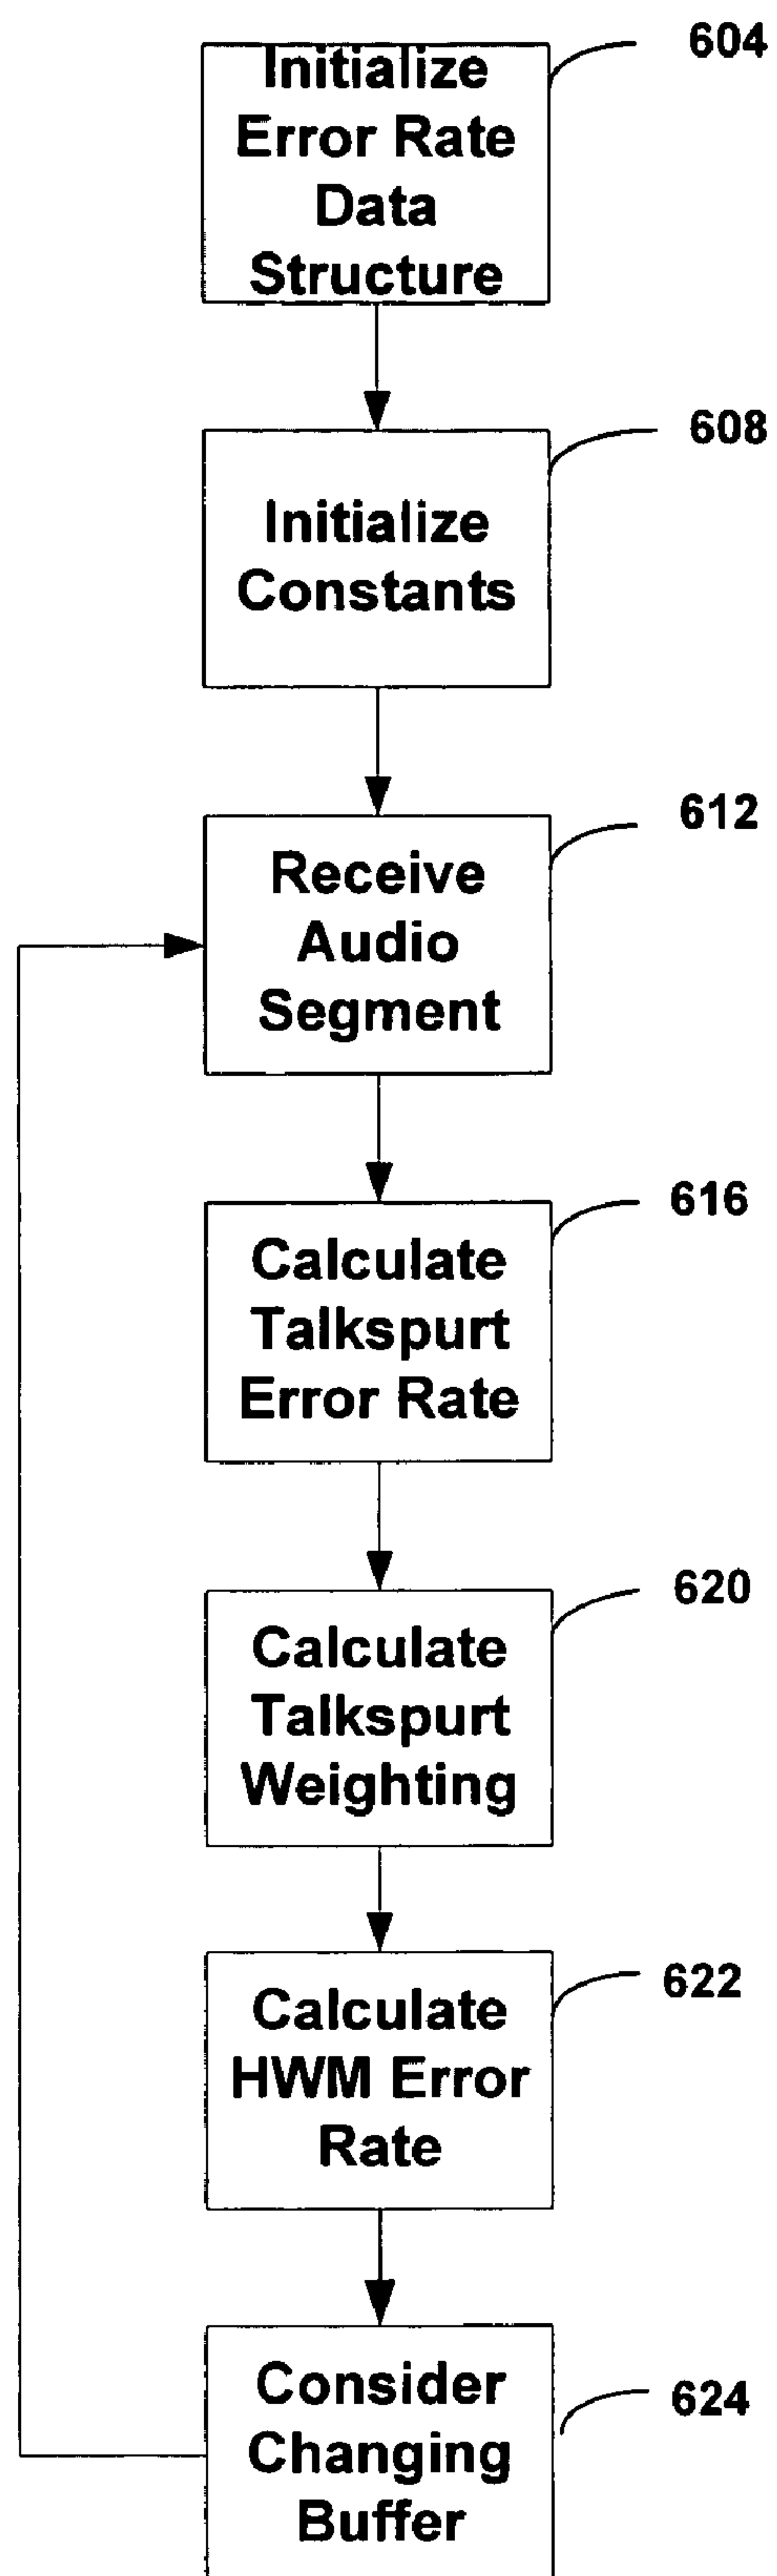 604
Initialize
Error Rate
Data
Structure
608
Initialize
Constants
612
Receive
Audio
Segment
616
Calculate
Talkspurt
Error Rate
620
Calculate
Talkspurt
Weighting
622
Calculate
HWM Error
Rate
624
Consider
Changing
Buffer